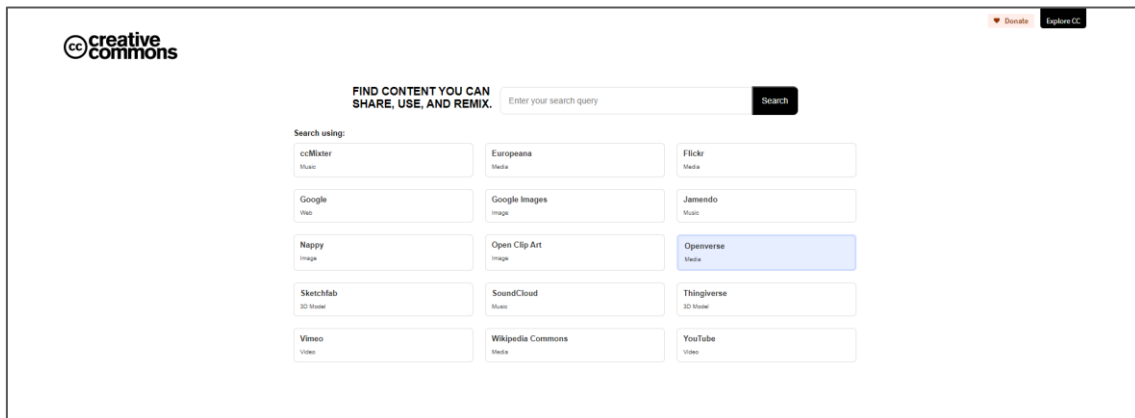 Donate
Explore CC
cc creative
commons
FIND CONTENT YOU CAN
SHARE, USE, AND REMIX.
Enter your search query
Search
Search using:
ccMixter
Music
Europeana
Media
Flickr
Media
Google
Web
Google Images
Image
Jamendo
Music
Nappy
Image
Open Clip Art
Image
Openverse
Media
Sketchfab
3D Model
SoundCloud
Music
Thingiverse
3D Model
Vimeo
Video
Wikipedia Commons
Media
YouTube
Video